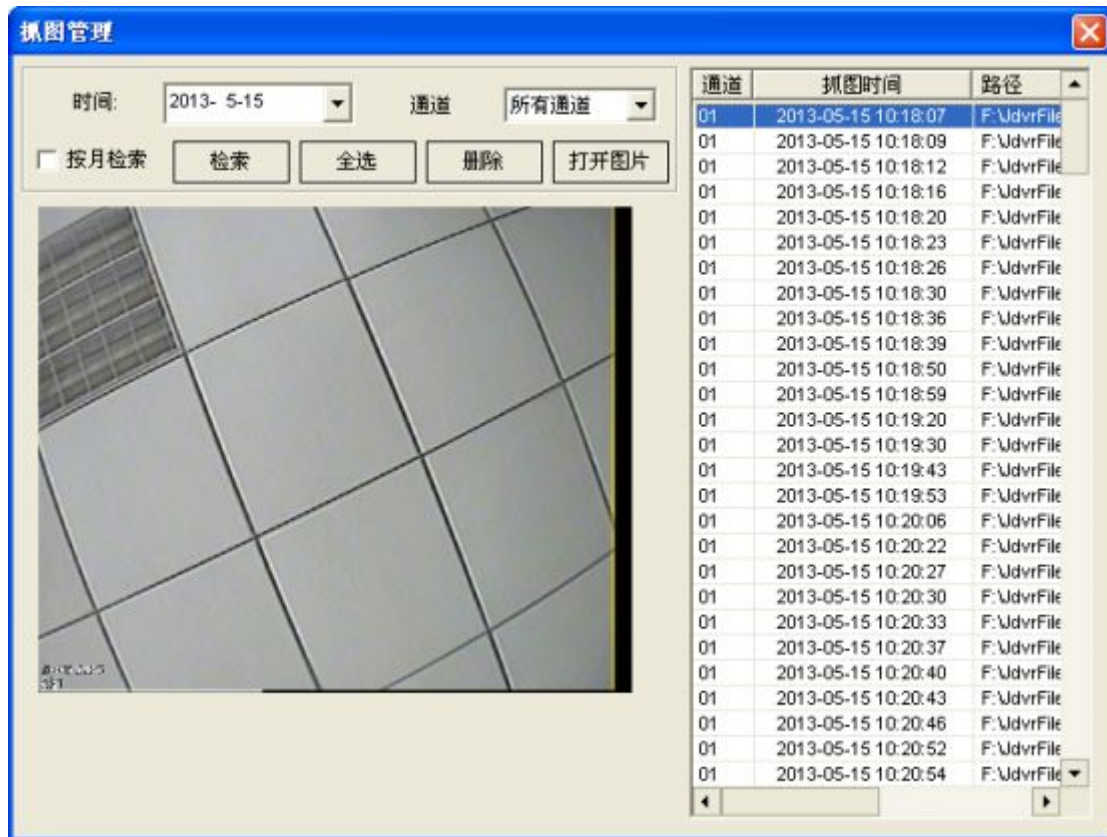 抓图管理
时间: 2013- 5-15 通道 所有通道
按月检索 检索 全选 删除 打开图片
通道 抓图时间 路径
01 2013-05-15 10:18:07 F:\JdvrFile
01 2013-05-15 10:18:09 F:\JdvrFile
01 2013-05-15 10:18:12 F:\JdvrFile
01 2013-05-15 10:18:16 F:\JdvrFile
01 2013-05-15 10:18:20 F:\JdvrFile
01 2013-05-15 10:18:23 F:\JdvrFile
01 2013-05-15 10:18:26 F:\JdvrFile
01 2013-05-15 10:18:30 F:\JdvrFile
01 2013-05-15 10:18:36 F:\JdvrFile
01 2013-05-15 10:18:39 F:\JdvrFile
01 2013-05-15 10:18:50 F:\JdvrFile
01 2013-05-15 10:18:59 F:\JdvrFile
01 2013-05-15 10:19:20 F:\JdvrFile
01 2013-05-15 10:19:30 F:\JdvrFile
01 2013-05-15 10:19:43 F:\JdvrFile
01 2013-05-15 10:19:53 F:\JdvrFile
01 2013-05-15 10:20:06 F:\JdvrFile
01 2013-05-15 10:20:22 F:\JdvrFile
01 2013-05-15 10:20:27 F:\JdvrFile
01 2013-05-15 10:20:30 F:\JdvrFile
01 2013-05-15 10:20:33 F:\JdvrFile
01 2013-05-15 10:20:37 F:\JdvrFile
01 2013-05-15 10:20:40 F:\JdvrFile
01 2013-05-15 10:20:43 F:\JdvrFile
01 2013-05-15 10:20:46 F:\JdvrFile
01 2013-05-15 10:20:52 F:\JdvrFile
01 2013-05-15 10:20:54 F:\JdvrFile